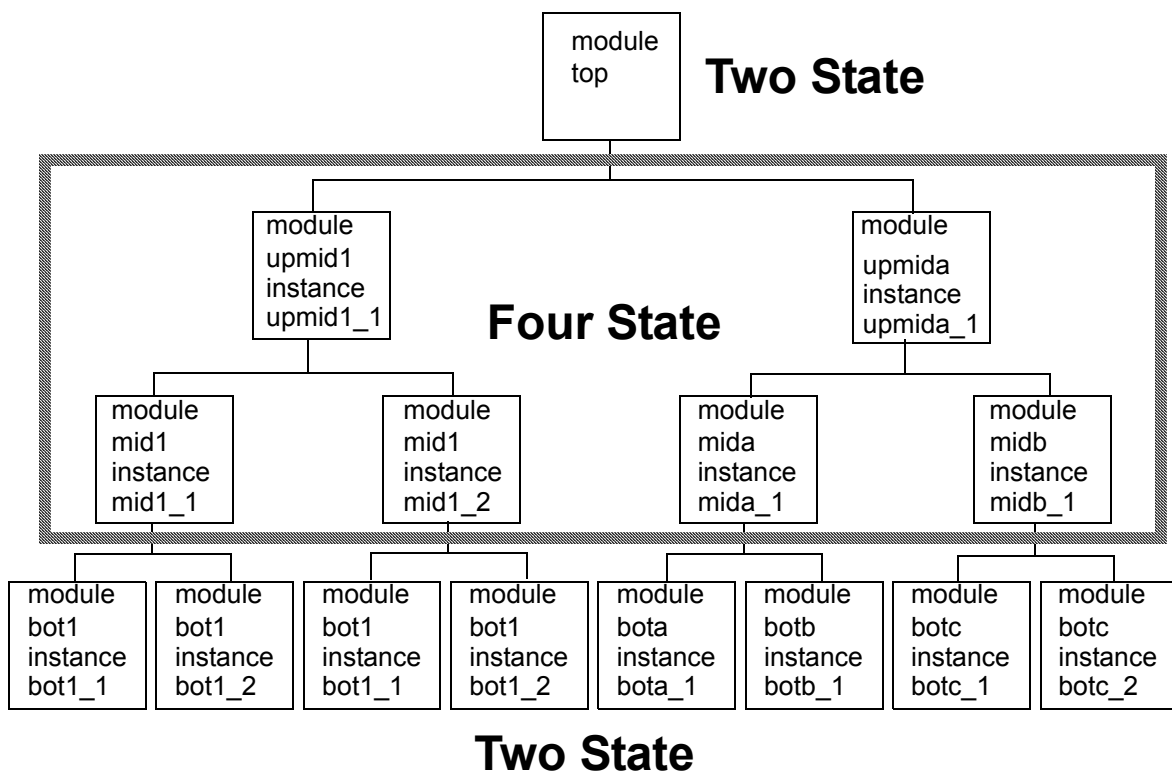 module
top
Two State
module
upmid1
instance
upmid1_1
module
upmida
instance
upmida_1
Four State
module
mid1
instance
mid1_1
module
mid1
instance
mid1_2
module
mida
instance
mida_1
module
midb
instance
midb_1
module
bot1
instance
bot1_1
module
bot1
instance
bot1_2
module
bot1
instance
bot1_1
module
bot1
instance
bot1_2
module
bota
instance
bota_1
module
botb
instance
botb_1
module
botc
instance
botc_1
module
botc
instance
botc_2
Two State